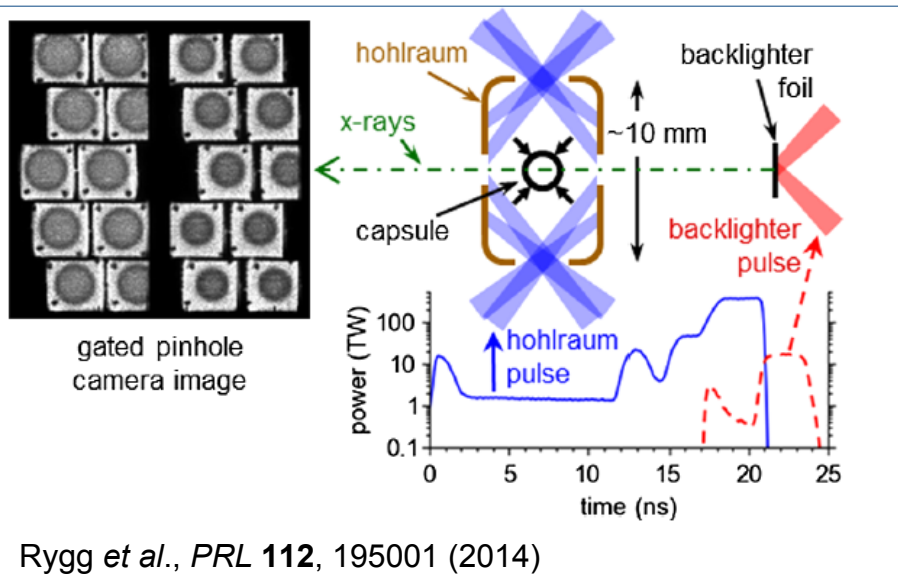 gated pinhole
camera image
hohlraum
x-rays
capsule
~10 mm
backlighter
foil
backlighter
pulse
hohlraum
pulse
power (TW)
100
10
1
0.1
0
5
10
15
20
25
time (ns)
Rygg et al., PRL 112, 195001 (2014)